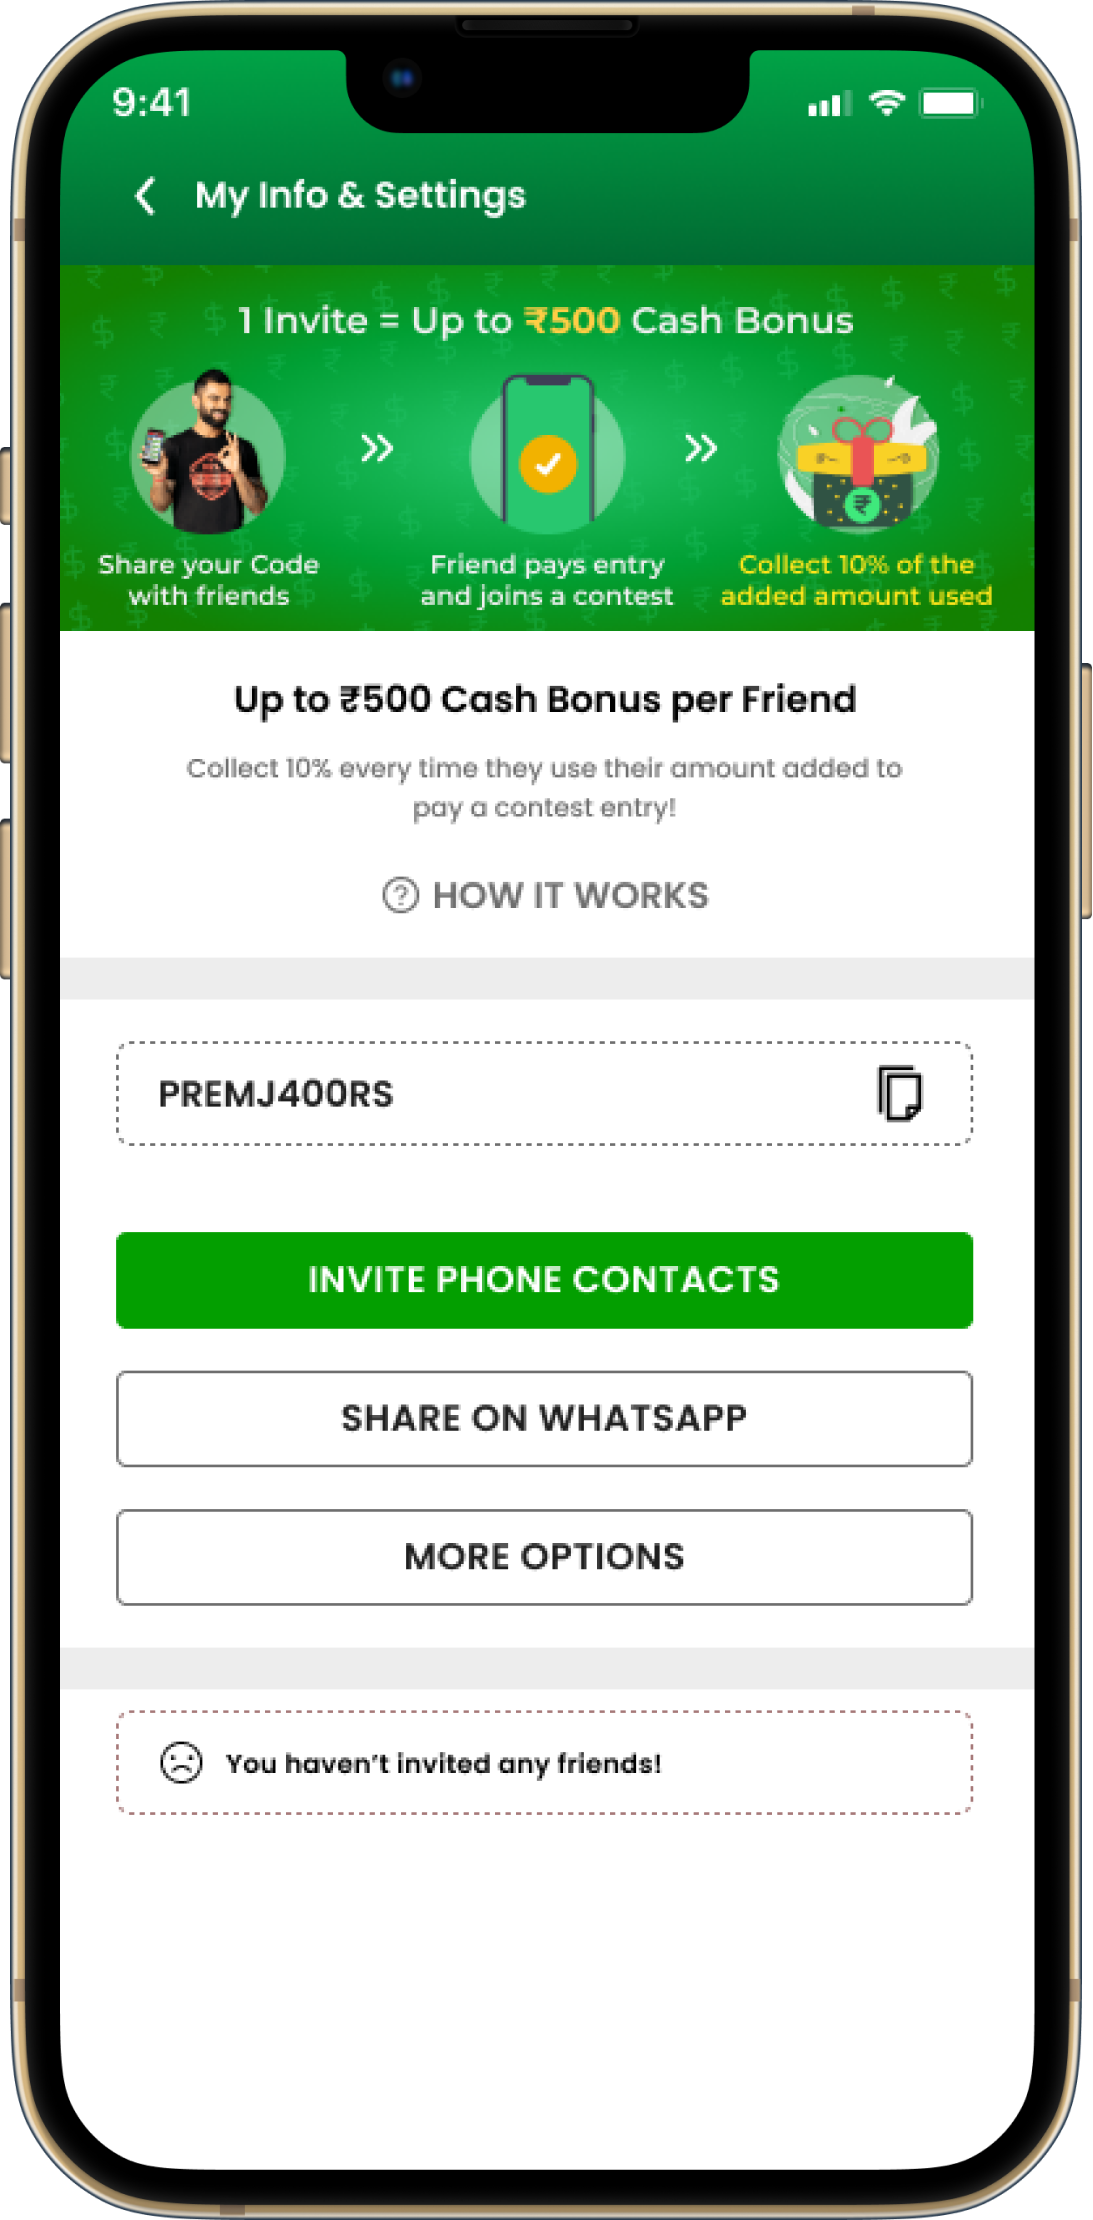 9:41
My Info & Settings
1 Invite = Up to ₹500 Cash Bonus
Share your Code
with friends
Friend pays entry
and joins a contest
Collect 10% of the
added amount used
Up to ₹500 Cash Bonus per Friend
Collect 10% every time they use their amount added to
pay a contest entry!
HOW IT WORKS
PREMJ400RS
INVITE PHONE CONTACTS
SHARE ON WHATSAPP
MORE OPTIONS
You haven't invited any friends!